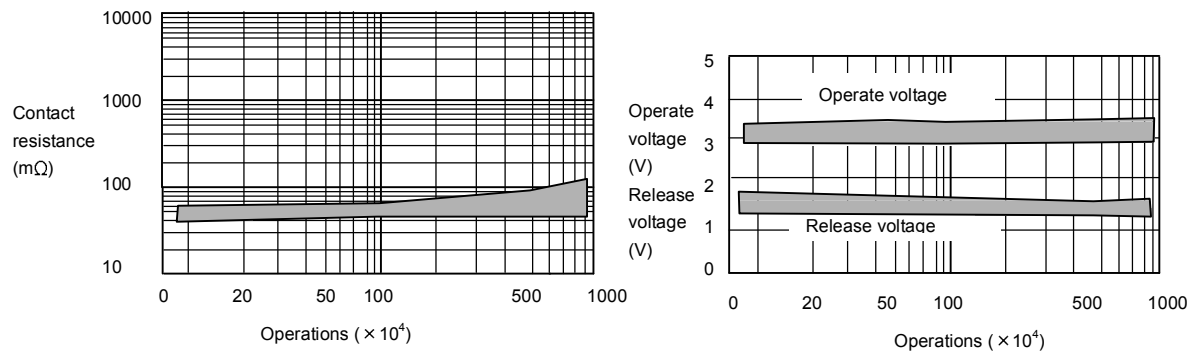 10000
1000
100
10
Contact
resistance
(mΩ)
0 20 50 100 500 1000
Operations (×10⁴)
5
4
3
2
1
0
Operate
voltage
(V)
Release
voltage
(V)
Operate voltage
Release voltage
0 20 50 100 500 1000
Operations (×10⁴)